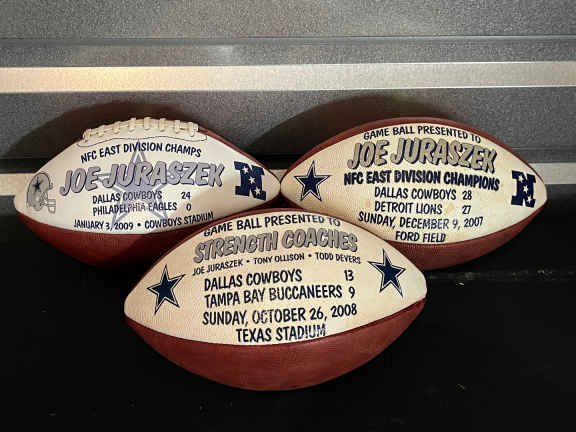 NFC EAST DIVISION CHAMPS
JOE JURASZEK
DALLAS COWBOYS 24
PHILADELPHIA EAGLES 0
JANUARY 3, 2009 • COWBOYS STADIUM
GAME BALL PRESENTED TO
JOE JURASZEK
NFC EAST DIVISION CHAMPIONS
DALLAS COWBOYS 28
DETROIT LIONS 27
SUNDAY, DECEMBER 9, 2007
FORD FIELD
GAME BALL PRESENTED TO
STRENGTH COACHES
JOE JURASZEK • TONY OLLISON • TODD DEVERS
DALLAS COWBOYS 13
TAMPA BAY BUCCANEERS 9
SUNDAY, OCTOBER 26, 2008
TEXAS STADIUM